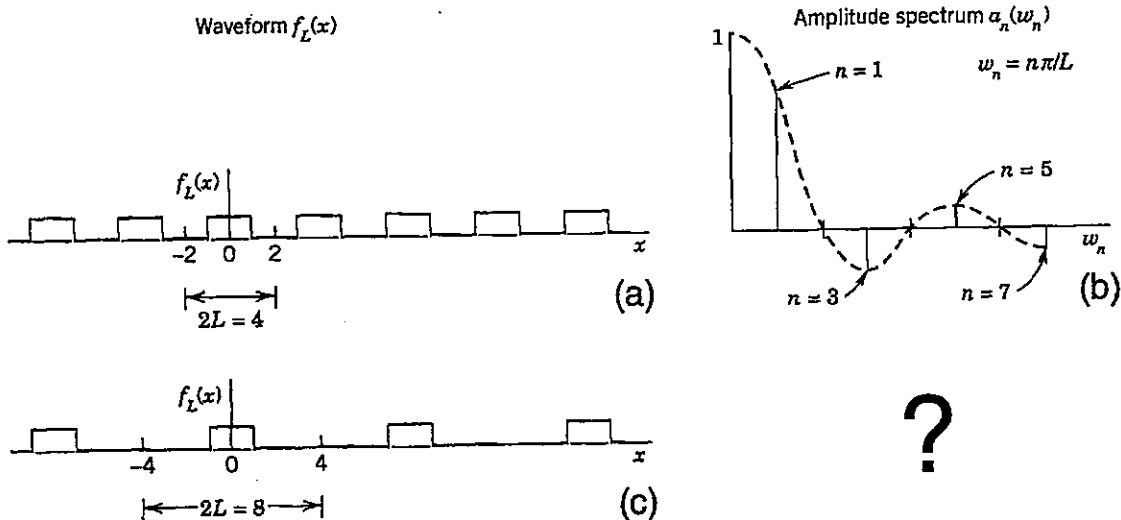 Waveform f_L(x)
f_L(x)
-2 0 2 x
2L = 4
(a)
Amplitude spectrum a_n(w_n)
1
n = 1
w_n = nπ/L
n = 5
w_n
n = 3
n = 7
(b)
f_L(x)
-4 0 4 x
2L = 8
(c)
?